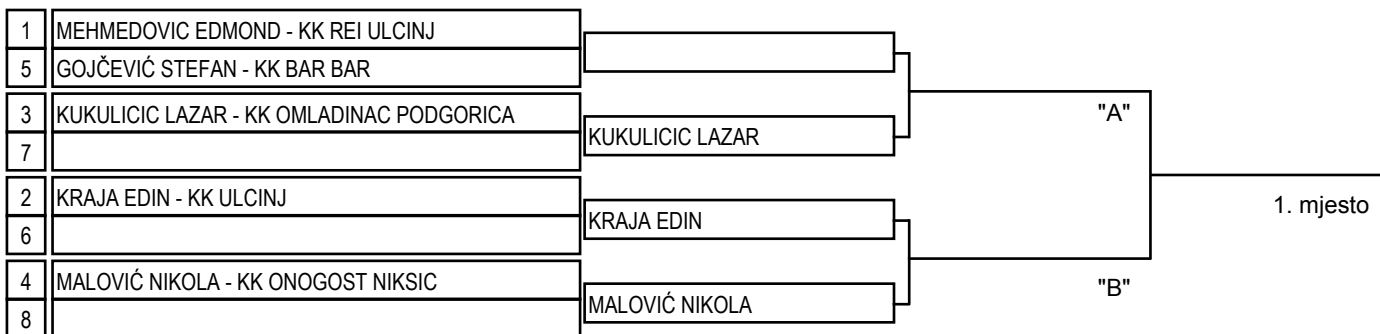 1 MEHMEDOVIC EDMOND - KK REI ULCINJ
5 GOJČEVIĆ STEFAN - KK BAR BAR
3 KUKULICIC LAZAR - KK OMLADINAC PODGORICA
7
KUKULICIC LAZAR
"A"
2 KRAJA EDIN - KK ULCINJ
6
KRAJA EDIN
1. mjesto
4 MALOVIĆ NIKOLA - KK ONOGOST NIKSIC
8
MALOVIĆ NIKOLA
"B"